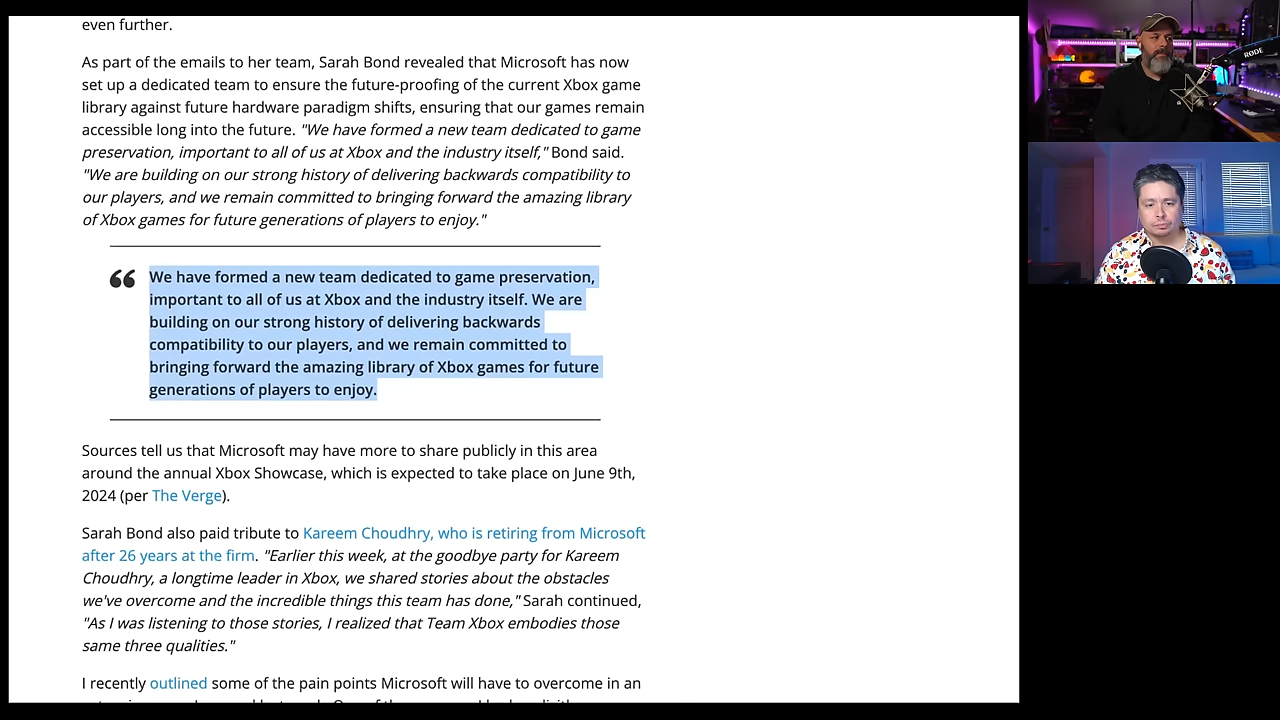 even further.
As part of the emails to her team, Sarah Bond revealed that Microsoft has now
set up a dedicated team to ensure the future-proofing of the current Xbox game
library against future hardware paradigm shifts, ensuring that our games remain
accessible long into the future. "We have formed a new team dedicated to game
preservation, important to all of us at Xbox and the industry itself," Bond said.
"We are building on our strong history of delivering backwards compatibility to
our players, and we remain committed to bringing forward the amazing library
of Xbox games for future generations of players to enjoy."
“
We have formed a new team dedicated to game preservation,
important to all of us at Xbox and the industry itself. We are
building on our strong history of delivering backwards
compatibility to our players, and we remain committed to
bringing forward the amazing library of Xbox games for future
generations of players to enjoy.
Sources tell us that Microsoft may have more to share publicly in this area
around the annual Xbox Showcase, which is expected to take place on June 9th,
2024 (per The Verge).
Sarah Bond also paid tribute to Kareem Choudhry, who is retiring from Microsoft
after 26 years at the firm. "Earlier this week, at the goodbye party for Kareem
Choudhry, a longtime leader in Xbox, we shared stories about the obstacles
we've overcome and the incredible things this team has done," Sarah continued,
"As I was listening to those stories, I realized that Team Xbox embodies those
same three qualities."
I recently outlined some of the pain points Microsoft will have to overcome in an
RODE